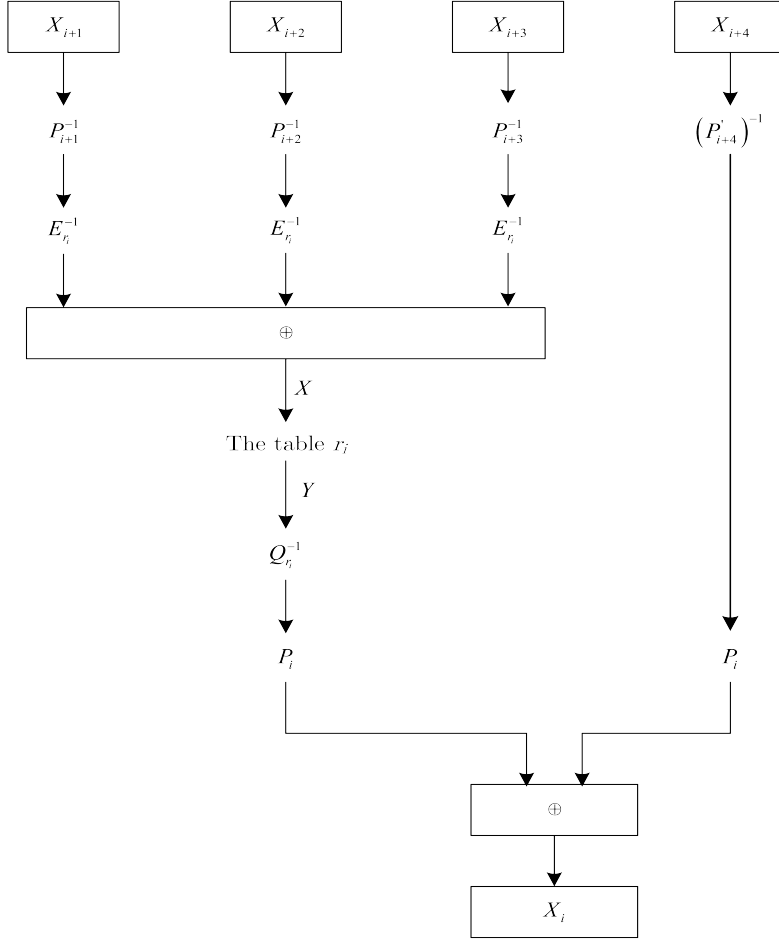 X_{i+1} X_{i+2} X_{i+3} X_{i+4}
P_{i+1}^{-1} P_{i+2}^{-1} P_{i+3}^{-1} (P_{i+4}^{'})^{-1}
E_{r_i}^{-1} E_{r_i}^{-1} E_{r_i}^{-1}
⊕
X
The table r_i
Y
Q_{r_i}^{-1}
P_i P_i
⊕
X_i